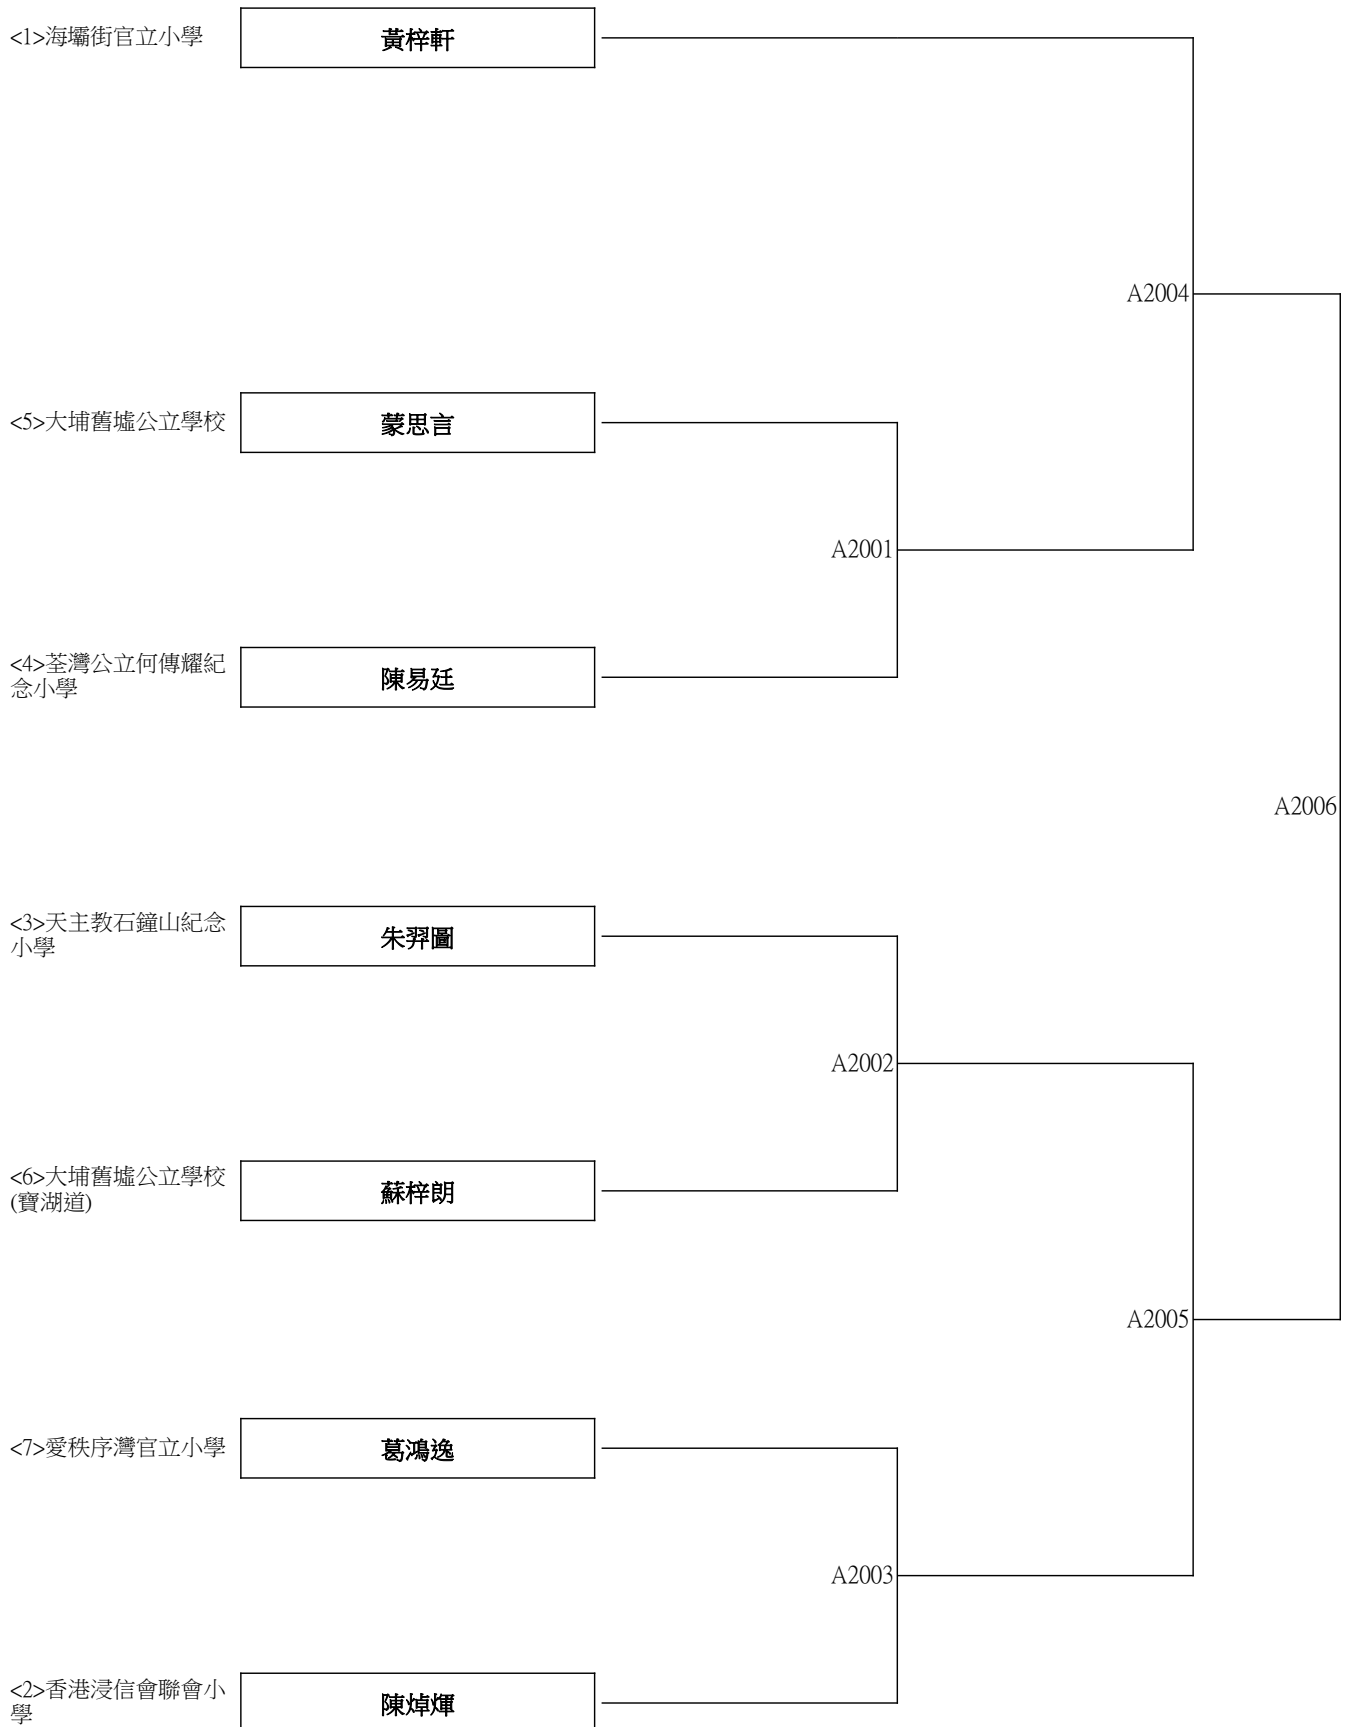 <1>海壩街官立小學
黃梓軒
A2004
<5>大埔舊墟公立學校
蒙思言
A2001
<4>荃灣公立何傳耀紀
念小學
陳易廷
A2006
<3>天主教石鐘山紀念
小學
朱羿圖
A2002
<6>大埔舊墟公立學校
(寶湖道)
蘇梓朗
A2005
<7>愛秩序灣官立小學
葛鴻逸
A2003
<2>香港浸信會聯會小
學
陳焯煇